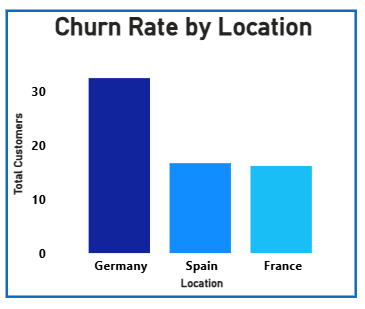 Churn Rate by Location
Total Customers
30
20
10
0
Germany Spain France
Location